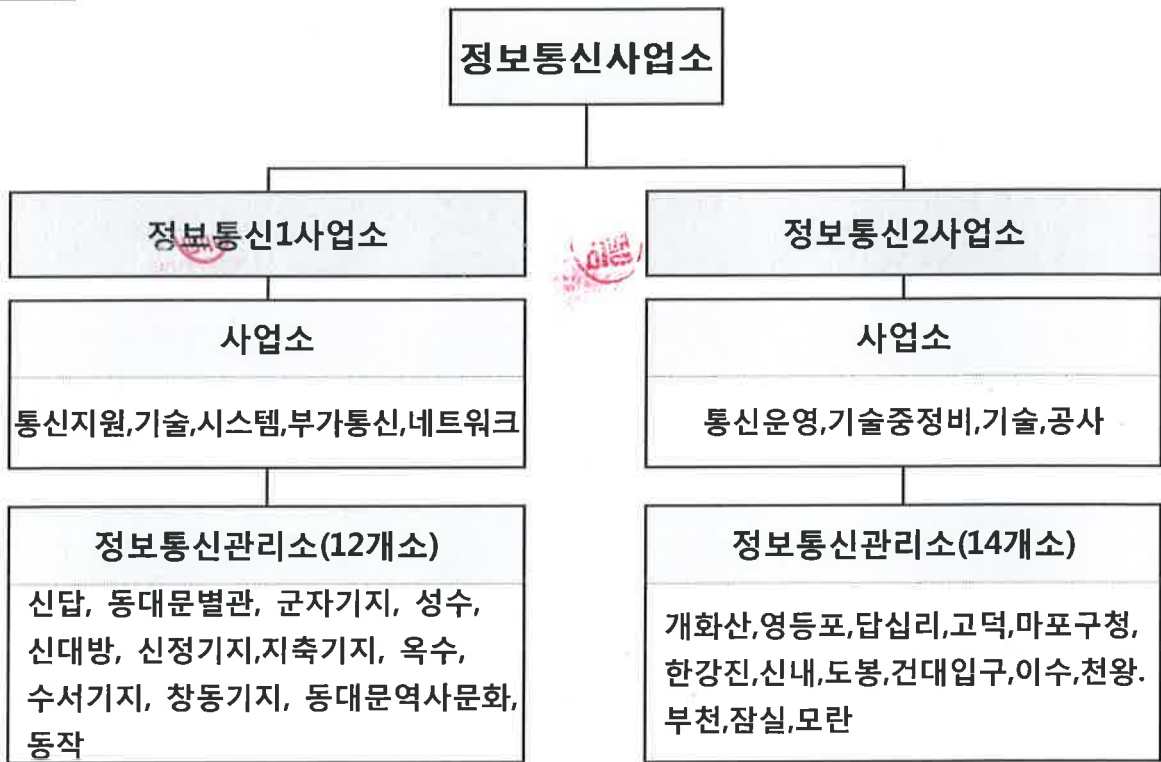 정보통신사업소
정보통신1사업소
정보통신2사업소
사업소
사업소
통신지원,기술,시스템,부가통신,네트워크
통신운영,기술중정비,기술,공사
정보통신관리소(12개소)
신답, 동대문별관, 군자기지, 성수,
신대방, 신정기지,지축기지, 옥수,
수서기지, 창동기지, 동대문역사문화,
동작
정보통신관리소(14개소)
개화산,영등포,답십리,고덕,마포구청,
한강진,신내,도봉,건대입구,이수,천왕.
부천,잠실,모란